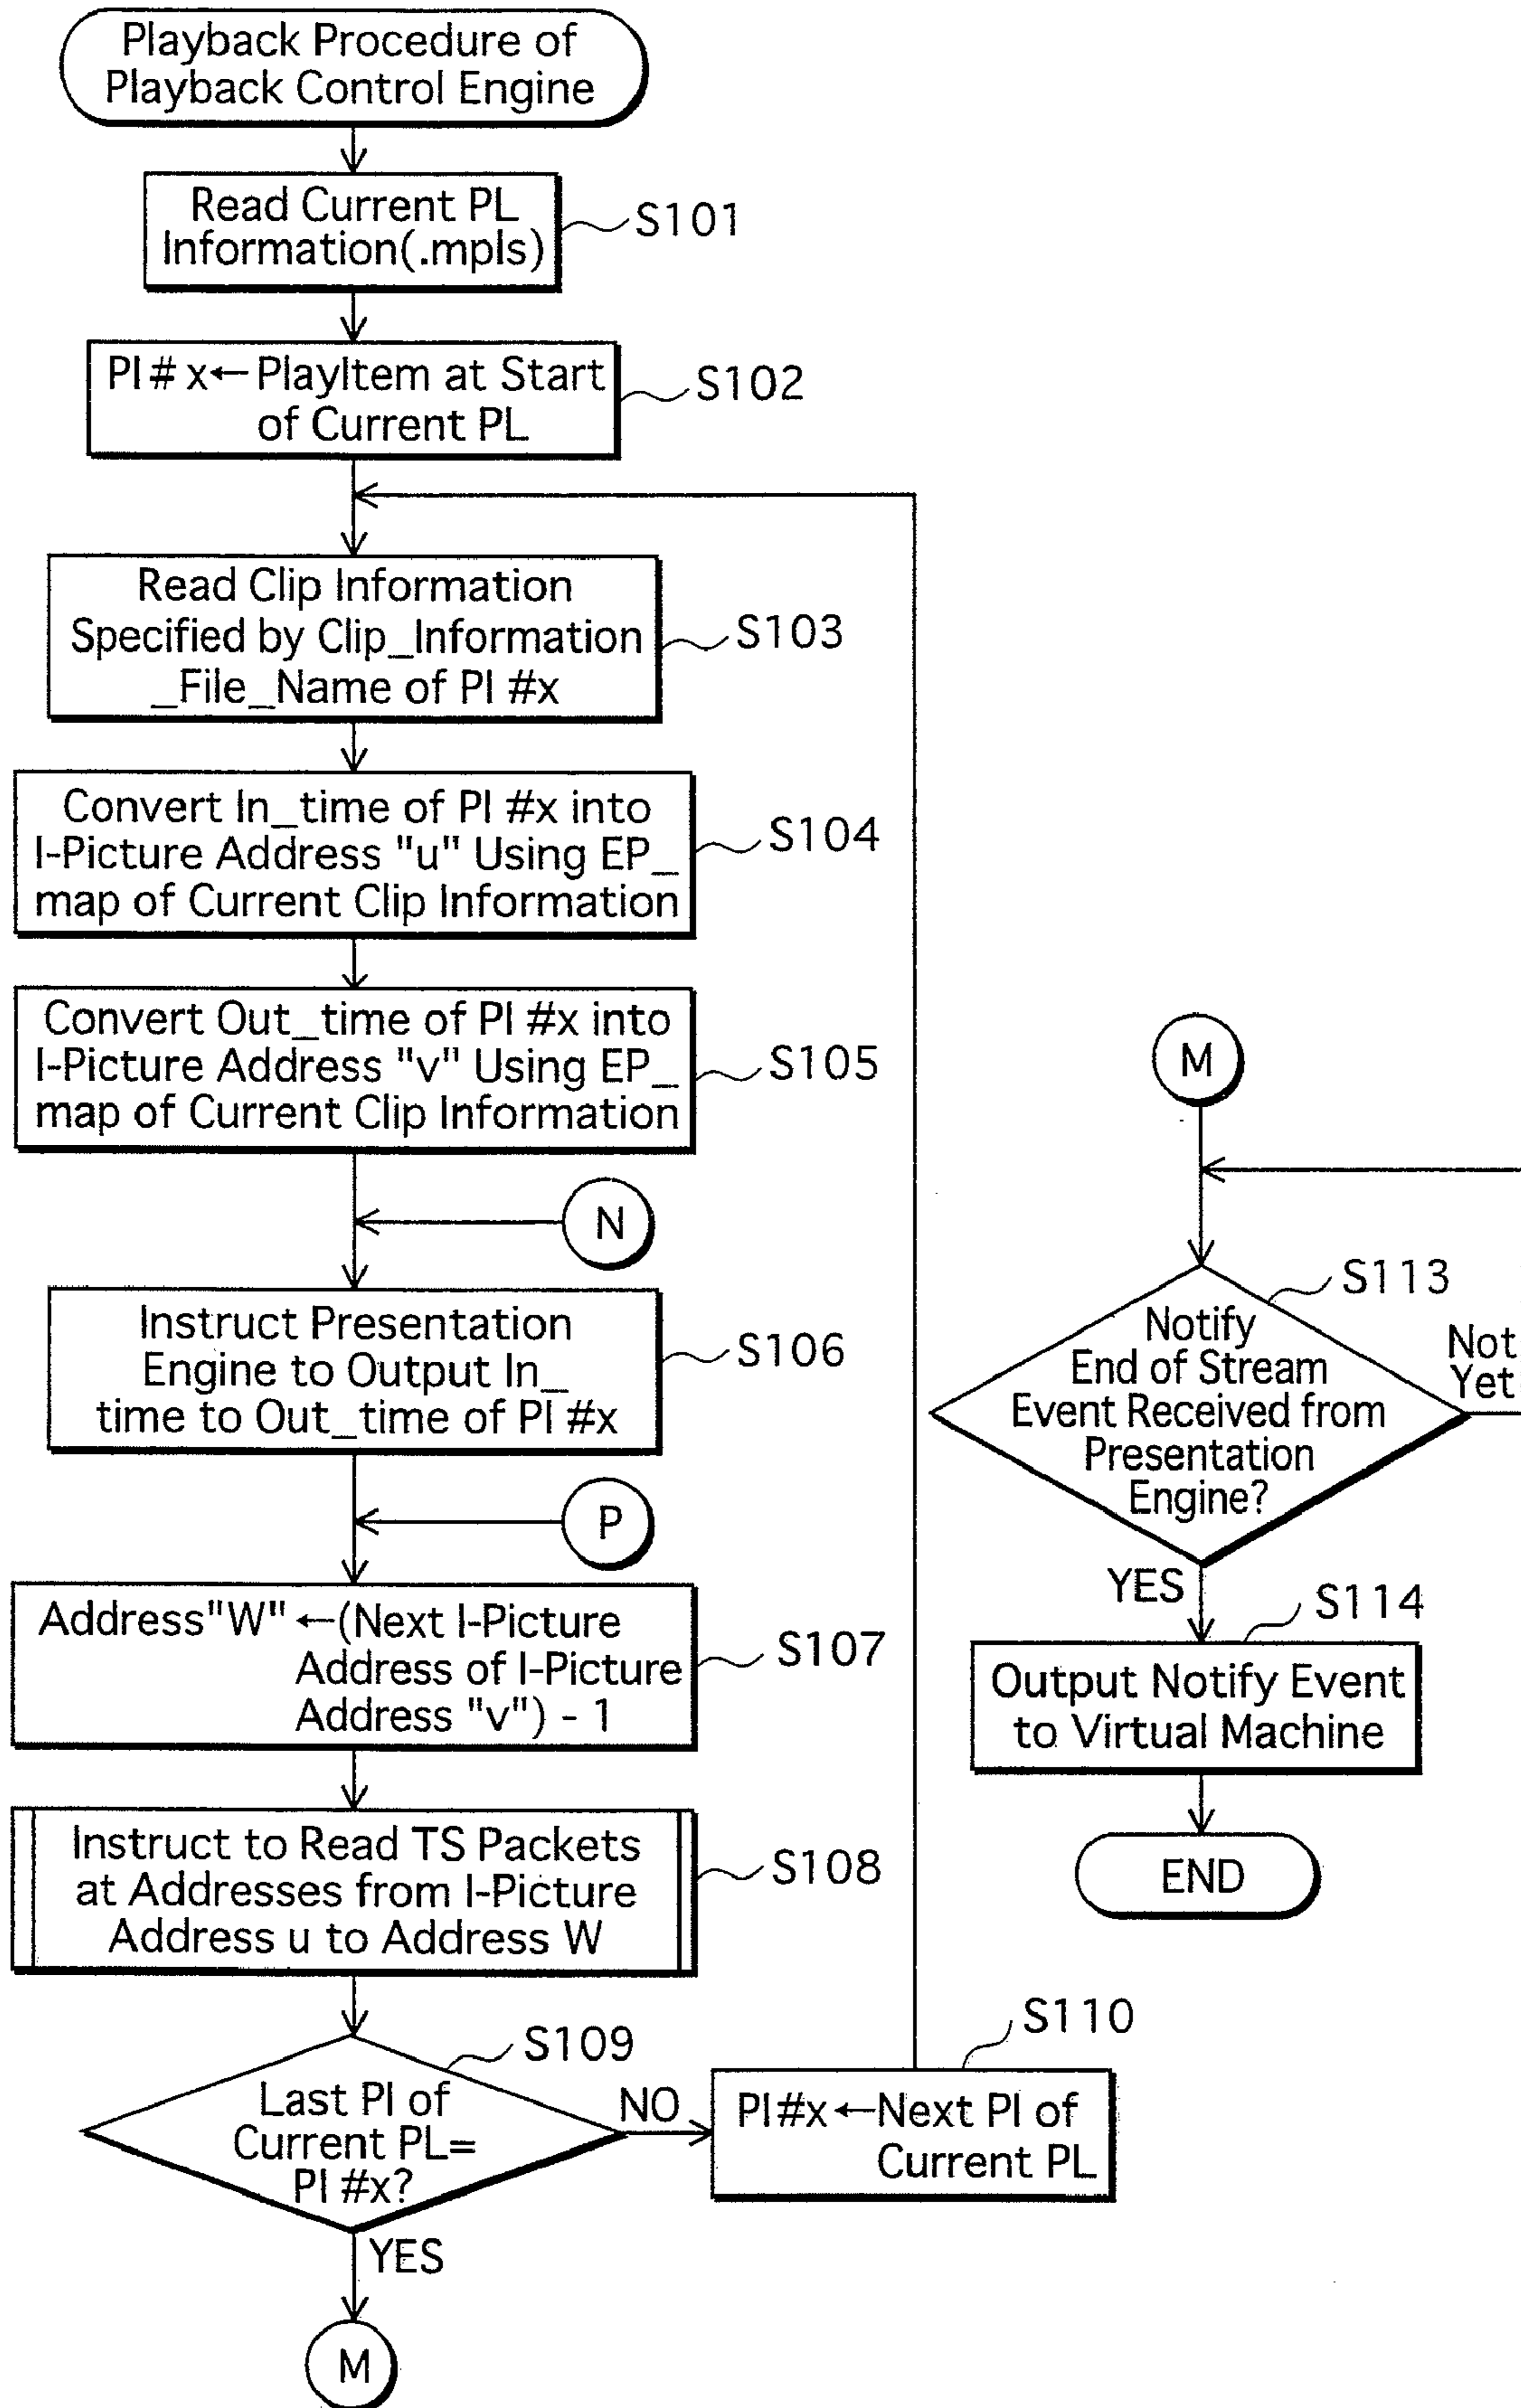 Playback Procedure of
Playback Control Engine
Read Current PL
Information(.mpls)
S101
PI # x←PlayItem at Start
of Current PL
S102
Read Clip Information
Specified by Clip_Information
_File_Name of PI #x
S103
Convert In_time of PI #x into
I-Picture Address "u" Using EP_
map of Current Clip Information
S104
Convert Out_time of PI #x into
I-Picture Address "v" Using EP_
map of Current Clip Information
S105
N
Instruct Presentation
Engine to Output In_
time to Out_time of PI #x
S106
P
Address"W" ←(Next I-Picture
Address of I-Picture
Address "v") - 1
S107
Instruct to Read TS Packets
at Addresses from I-Picture
Address u to Address W
S108
S109
Last PI of
Current PL=
PI #x?
NO
S110
PI#x←Next PI of
Current PL
YES
M
M
S113
Notify
End of Stream
Event Received from
Presentation
Engine?
Not
Yet
YES
S114
Output Notify Event
to Virtual Machine
END